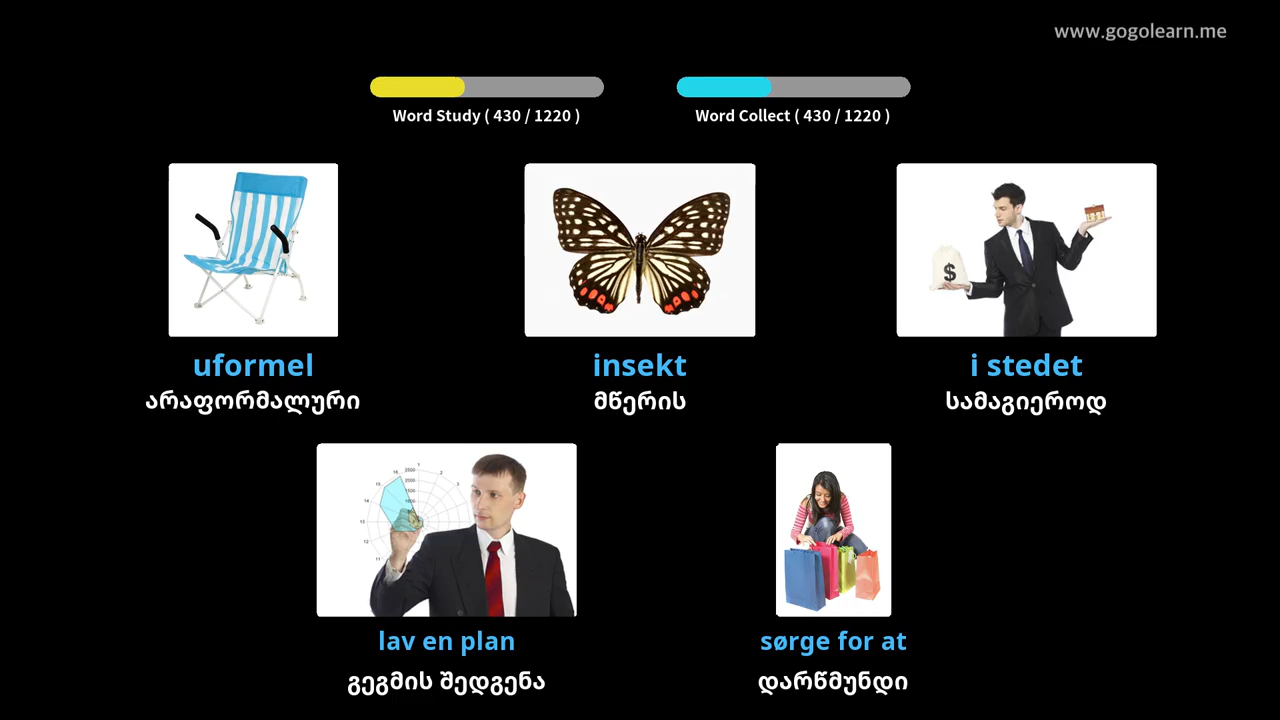 www.gogolearn.me
Word Study ( 430 / 1220 )
Word Collect ( 430 / 1220 )
uformel
არაფორმალური
insekt
მწერის
i stedet
სამაგიეროდ
lav en plan
გეგმის შედგენა
sørge for at
დარწმუნდი